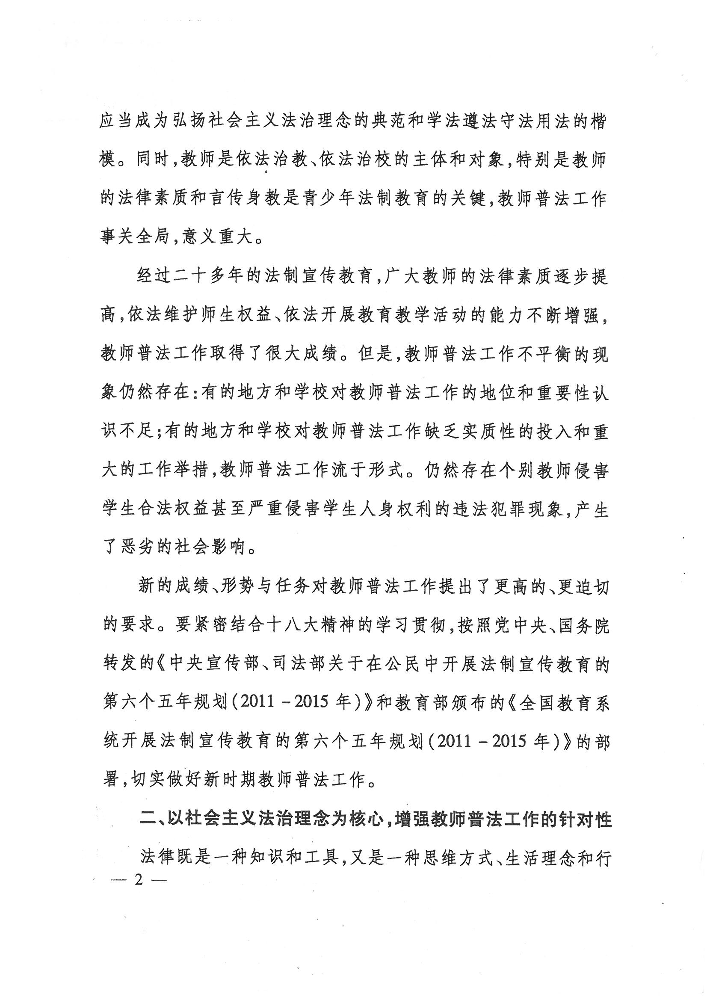 应当成为弘扬社会主义法治理念的典范和学法遵法守法用法的楷
模。同时,教师是依法治教、依法治校的主体和对象,特别是教师
的法律素质和言传身教是青少年法制教育的关键,教师普法工作
事关全局,意义重大。
经过二十多年的法制宣传教育,广大教师的法律素质逐步提
高,依法维护师生权益、依法开展教育教学活动的能力不断增强,
教师普法工作取得了很大成绩。但是,教师普法工作不平衡的现
象仍然存在:有的地方和学校对教师普法工作的地位和重要性认
识不足;有的地方和学校对教师普法工作缺乏实质性的投入和重
大的工作举措,教师普法工作流于形式。仍然存在个别教师侵害
学生合法权益甚至严重侵害学生人身权利的违法犯罪现象,产生
了恶劣的社会影响。
新的成绩、形势与任务对教师普法工作提出了更高的、更迫切
的要求。要紧密结合十八大精神的学习贯彻,按照党中央、国务院
转发的《中央宣传部、司法部关于在公民中开展法制宣传教育的
第六个五年规划(2011－2015 年)》和教育部颁布的《全国教育系
统开展法制宣传教育的第六个五年规划(2011－2015 年)》的部
署,切实做好新时期教师普法工作。
二、以社会主义法治理念为核心,增强教师普法工作的针对性
法律既是一种知识和工具,又是一种思维方式、生活理念和行
— 2 —